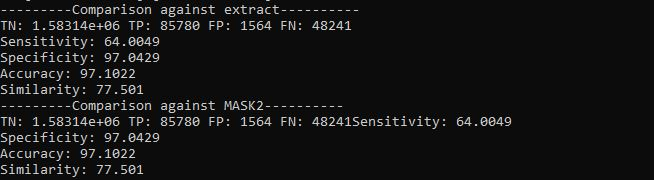 ---------Comparison against extract----------
TN: 1.58314e+06 TP: 85780 FP: 1564 FN: 48241
Sensitivity: 64.0049
Specificity: 97.0429
Accuracy: 97.1022
Similarity: 77.501
---------Comparison against MASK2----------
TN: 1.58314e+06 TP: 85780 FP: 1564 FN: 48241Sensitivity: 64.0049
Specificity: 97.0429
Accuracy: 97.1022
Similarity: 77.501